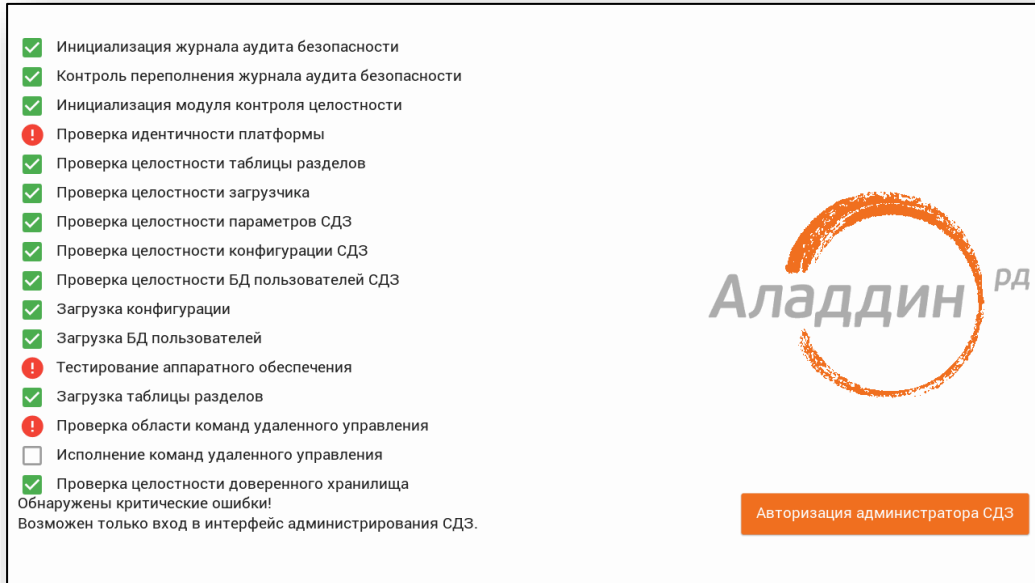 Инициализация журнала аудита безопасности
Контроль переполнения журнала аудита безопасности
Инициализация модуля контроля целостности
Проверка идентичности платформы
Проверка целостности таблицы разделов
Проверка целостности загрузчика
Проверка целостности параметров СДЗ
Проверка целостности конфигурации СДЗ
Проверка целостности БД пользователей СДЗ
Загрузка конфигурации
Загрузка БД пользователей
Тестирование аппаратного обеспечения
Загрузка таблицы разделов
Проверка области команд удаленного управления
Исполнение команд удаленного управления
Проверка целостности доверенного хранилища
Обнаружены критические ошибки!
Возможен только вход в интерфейс администрирования СДЗ.
Аладдин РД
Авторизация администратора СДЗ